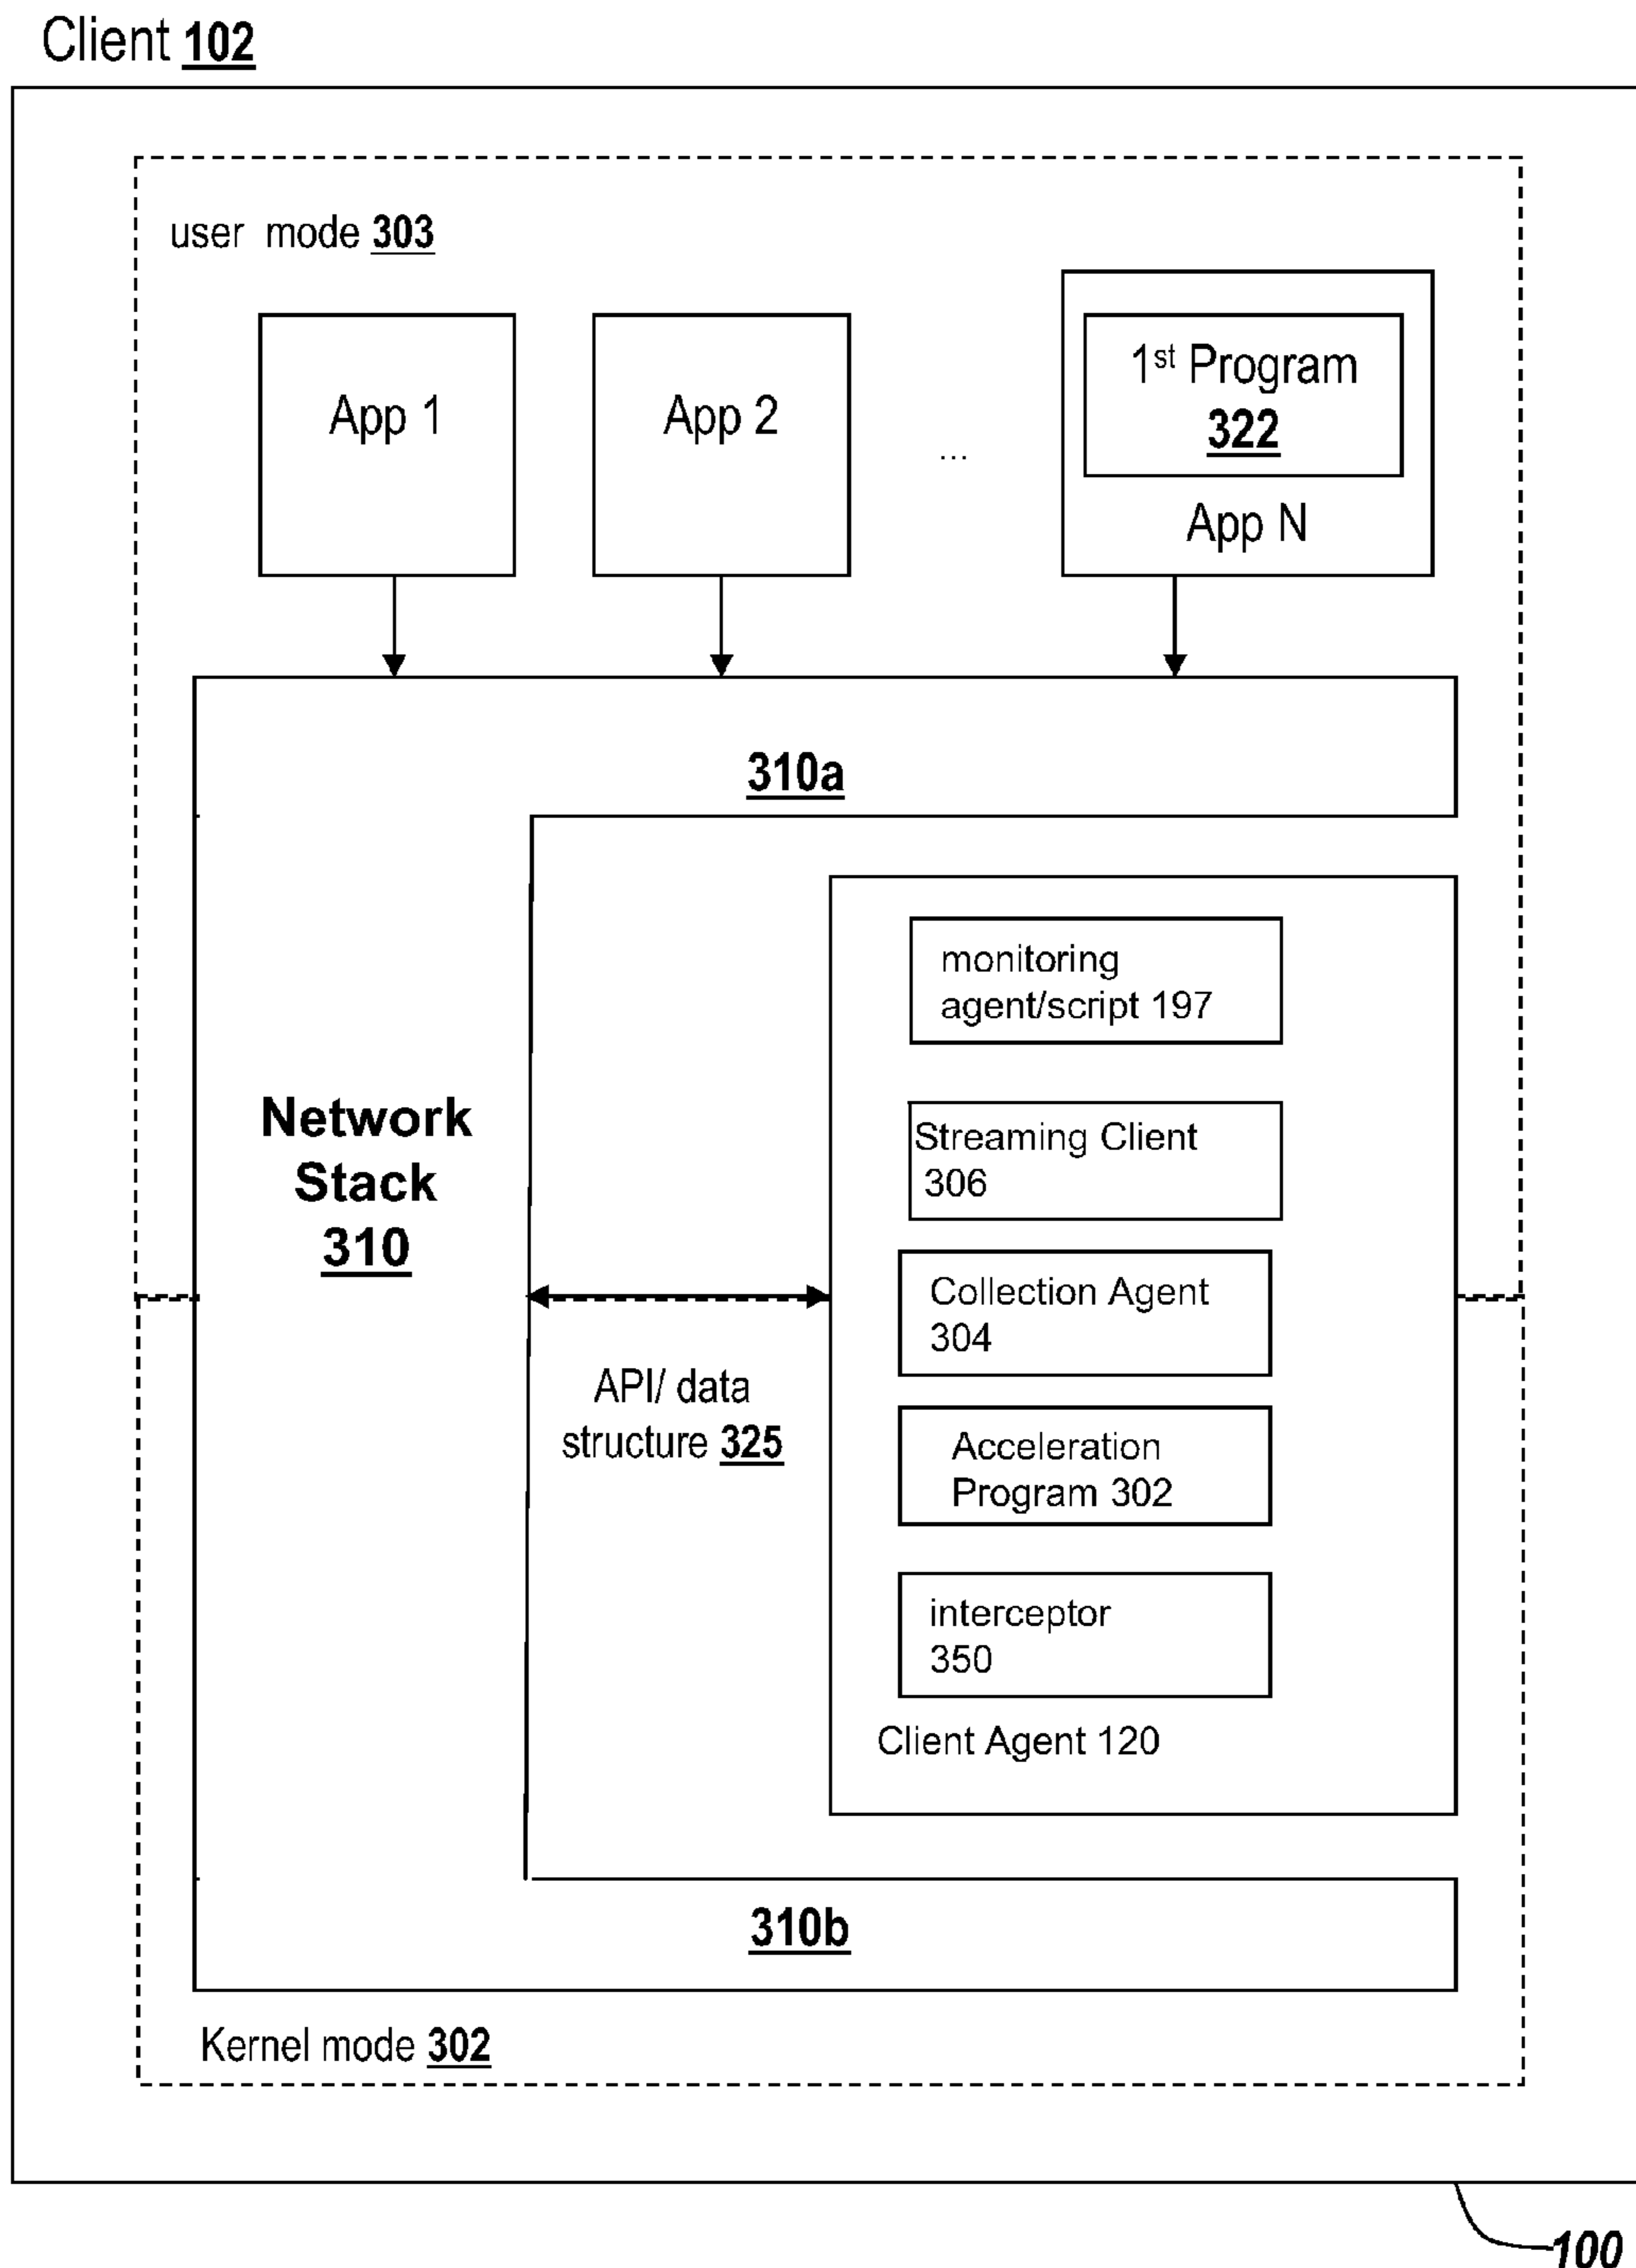 Client 102
user mode 303
App 1
App 2
...
1st Program
322
App N
310a
Network
Stack
310
API/ data
structure 325
monitoring
agent/script 197
Streaming Client
306
Collection Agent
304
Acceleration
Program 302
interceptor
350
Client Agent 120
310b
Kernel mode 302
100